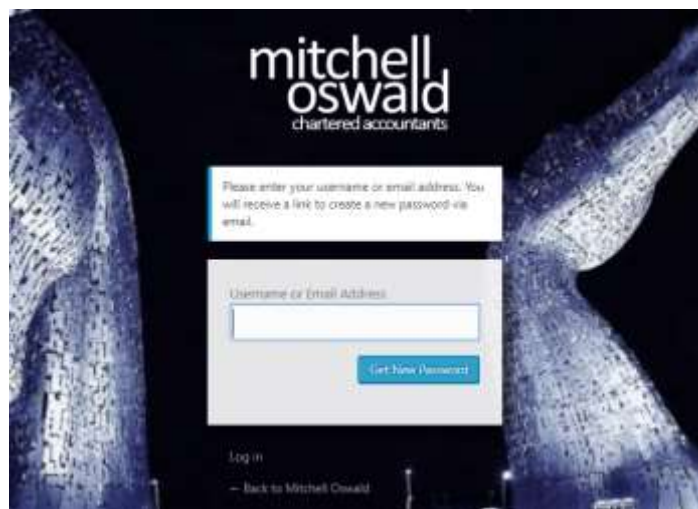 mitchell
oswald
chartered accountants
Please enter your username or email address. You
will receive a link to create a new password via
email.
Username or Email Address
Get New Password
Log in
← Back to Mitchell Oswald